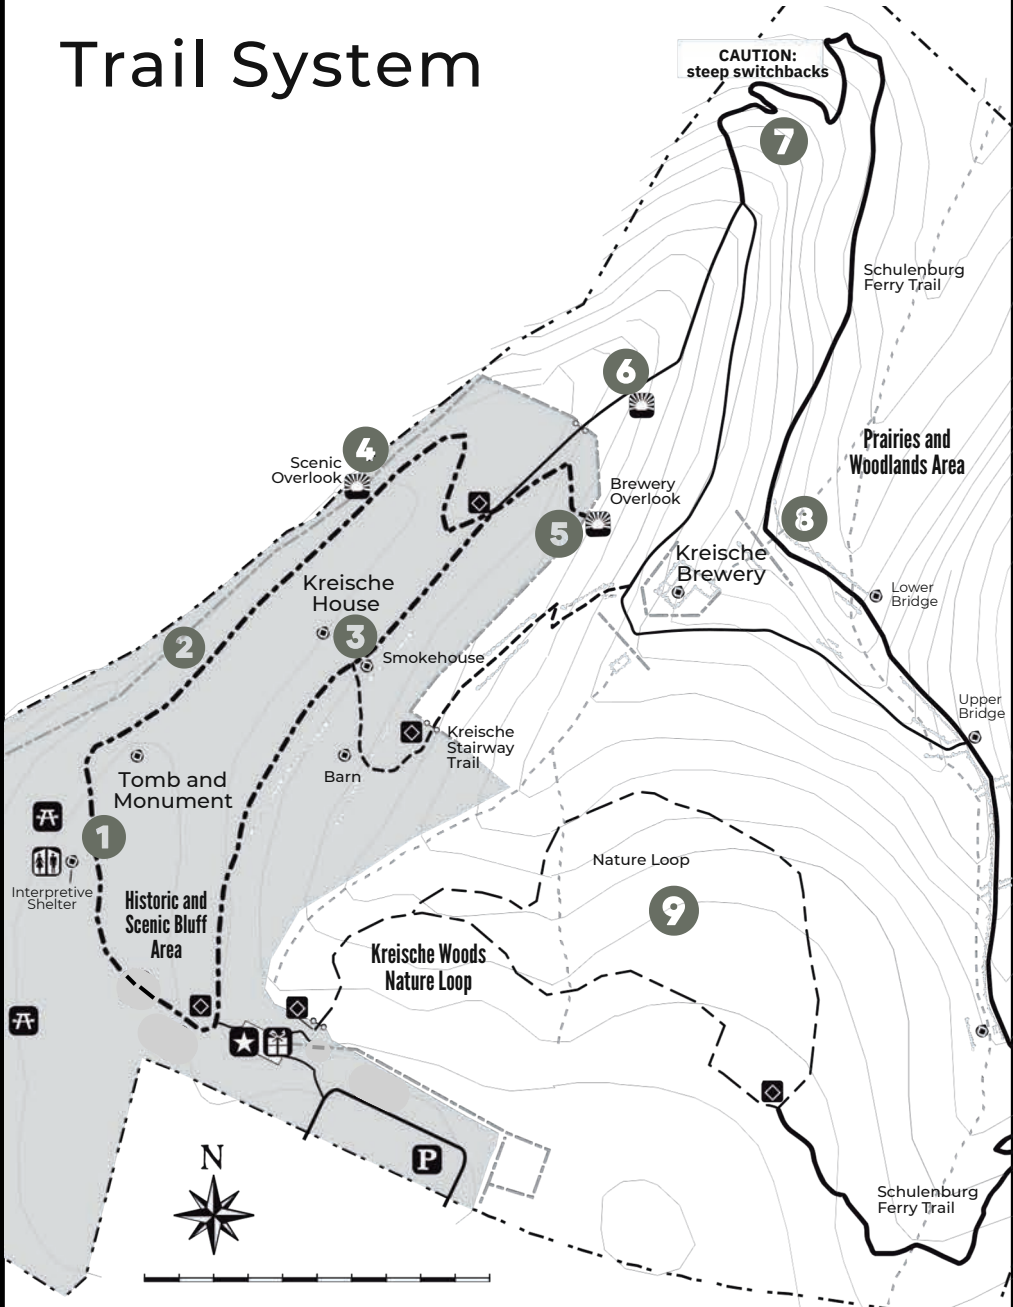 Trail System
CAUTION:
steep switchbacks
7
Schulenburg
Ferry Trail
6
4
Scenic
Overlook
Prairies and
Woodlands Area
Brewery
Overlook
5
8
Kreische
Brewery
Kreische
House
Lower
Bridge
3
2
Smokehouse
Upper
Bridge
Kreische
Stairway
Trail
Barn
Tomb and
Monument
1
Interpretive
Shelter
Nature Loop
9
Historic and
Scenic Bluff
Area
Kreische Woods
Nature Loop
N
P
Schulenburg
Ferry Trail